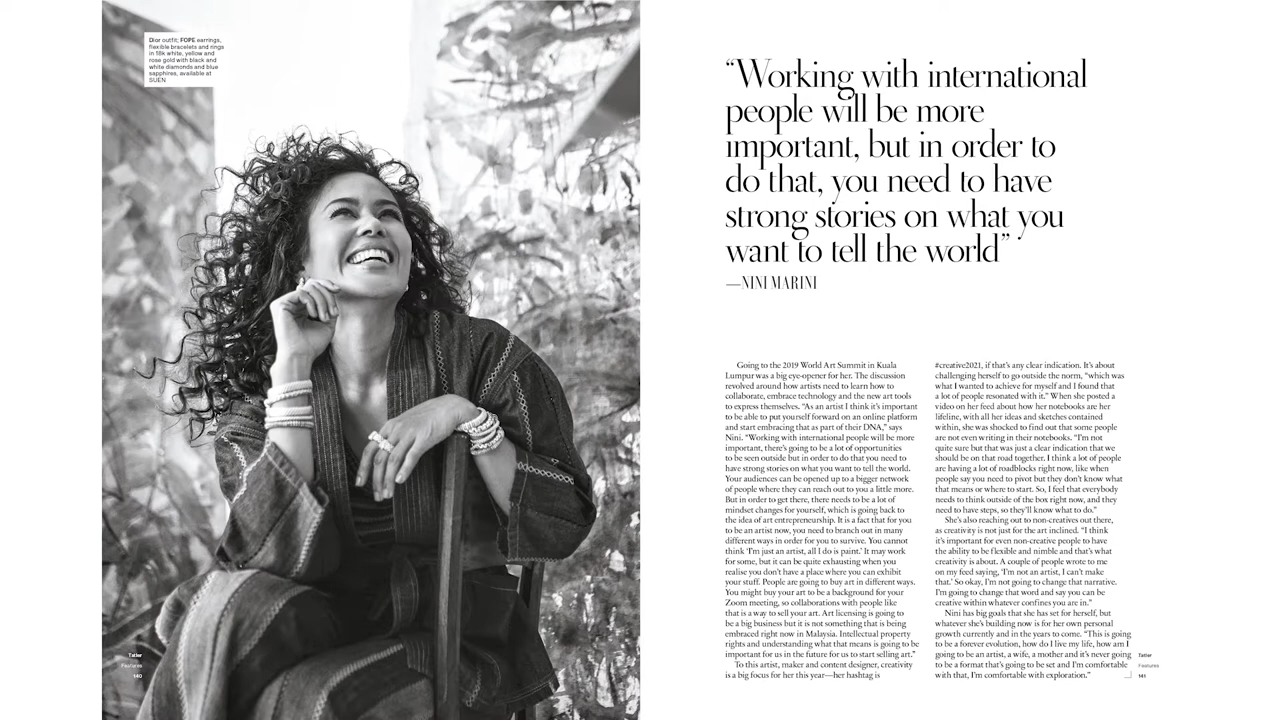 Dior outfit; FOPE earrings,
flexible bracelets and rings
in 18k white, yellow and
rose gold with black and
white diamonds and blue
sapphires, available at
SUEN
Tatler
Features
140
“Working with international
people will be more
important, but in order to
do that, you need to have
strong stories on what you
want to tell the world”
—NINI MARINI
Going to the 2019 World Art Summit in Kuala
Lumpur was a big eye-opener for her. The discussion
revolved around how artists need to learn how to
collaborate, embrace technology and the new art tools
to express themselves. “As an artist I think it’s important
to be able to put yourself forward on an online platform
and start embracing that as part of their DNA,” says
Nini. “Working with international people will be more
important, there’s going to be a lot of opportunities
to be seen outside but in order to do that you need to
have strong stories on what you want to tell the world.
Your audiences can be opened up to a bigger network
of people where they can reach out to you a little more.
But in order to get there, there needs to be a lot of
mindset changes for yourself, which is going back to
the idea of art entrepreneurship. It is a fact that for you
to be an artist now, you need to branch out in many
different ways in order for you to survive. You cannot
think ‘I’m just an artist, all I do is paint.’ It may work
for some, but it can be quite exhausting when you
realise you don’t have a place where you can exhibit
your stuff. People are going to buy art in different ways.
You might buy your art to be a background for your
Zoom meeting, so collaborations with people like
that is a way to sell your art. Art licensing is going to
be a big business but it is not something that is being
embraced right now in Malaysia. Intellectual property
rights and understanding what that means is going to be
important for us in the future for us to start selling art.”
To this artist, maker and content designer, creativity
is a big focus for her this year—her hashtag is
#creative2021, if that’s any clear indication. It’s about
challenging herself to go outside the norm, “which was
what I wanted to achieve for myself and I found that
a lot of people resonated with it.” When she posted a
video on her feed about how her notebooks are her
lifeline, with all her ideas and sketches contained
within, she was shocked to find out that some people
are not even writing in their notebooks. “I’m not
quite sure but that was just a clear indication that we
should be on that road together. I think a lot of people
are having a lot of roadblocks right now, like when
people say you need to pivot but they don’t know what
that means or where to start. So, I feel that everybody
needs to think outside of the box right now, and they
need to have steps, so they’ll know what to do.”
She’s also reaching out to non-creatives out there,
as creativity is not just for the art inclined. “I think
it’s important for even non-creative people to have
the ability to be flexible and nimble and that’s what
creativity is about. A couple of people wrote to me
on my feed saying, ‘I’m not an artist, I can’t make
that.’ So okay, I’m not going to change that narrative.
I’m going to change that word and say you can be
creative within whatever confines you are in.”
Nini has big goals that she has set for herself, but
whatever she’s building now is for her own personal
growth currently and in the years to come. “This is going
to be a forever evolution, how do I live my life, how am I
going to be an artist, a wife, a mother and it’s never going
to be a format that’s going to be set and I’m comfortable
with that, I’m comfortable with exploration.”
Tatler
Features
141